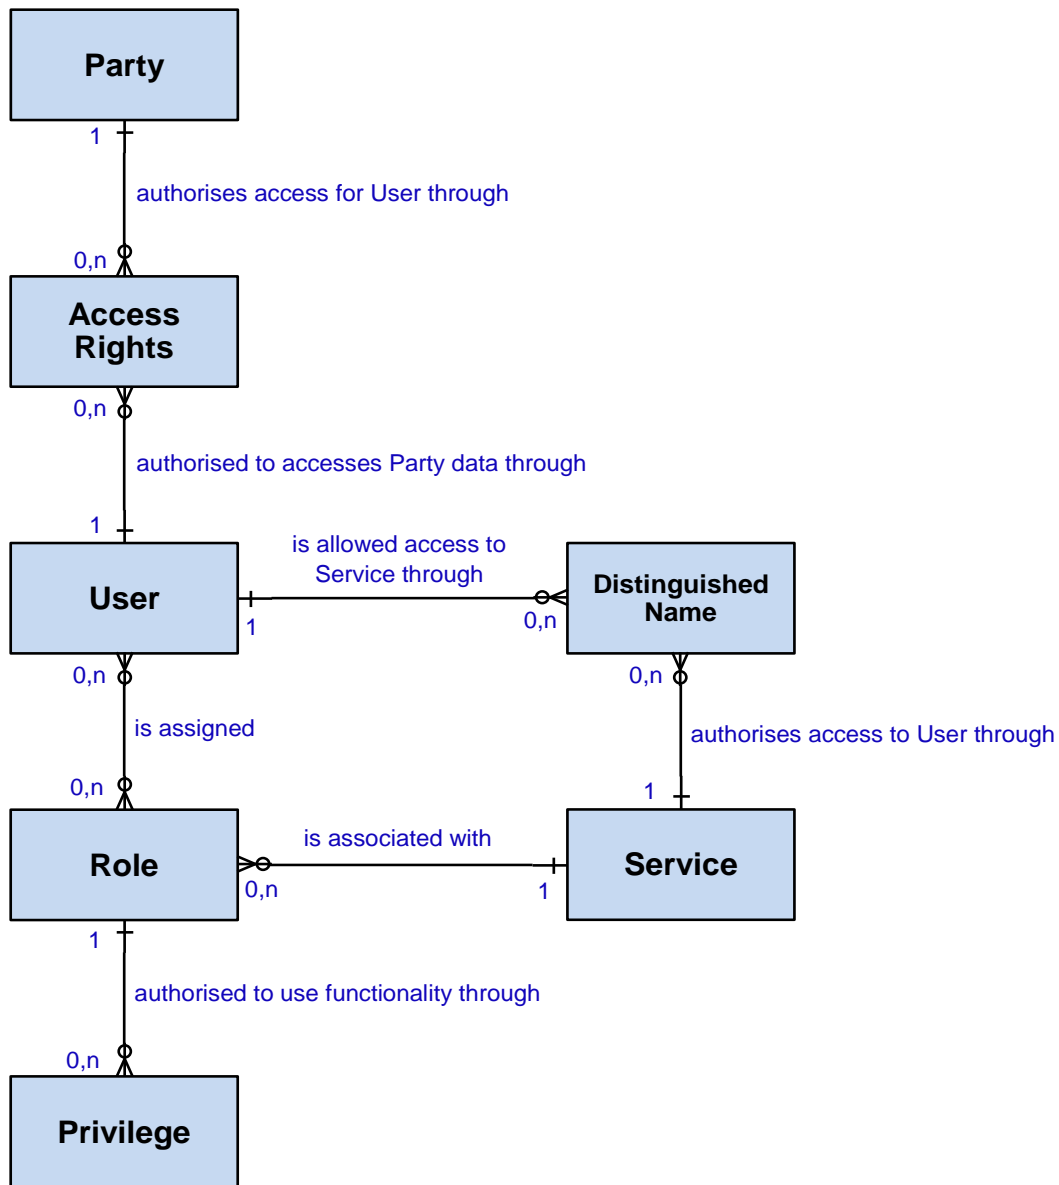 Party
1
authorises access for User through
0,n
Access
Rights
0,n
authorised to accesses Party data through
1
is allowed access to
Service through
User
1
0,n
Distinguished
Name
0,n
0,n
is assigned
authorises access to User through
0,n
1
Role
is associated with
0,n
1
Service
1
authorised to use functionality through
0,n
Privilege